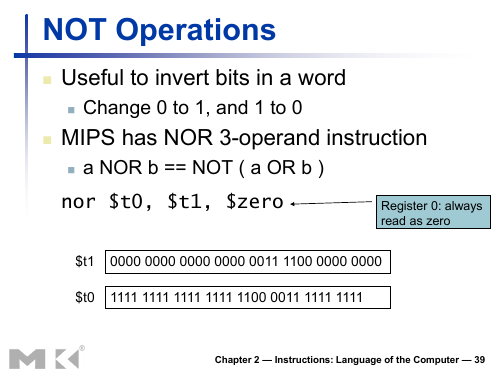 NOT Operations
Useful to invert bits in a word
Change 0 to 1, and 1 to 0
MIPS has NOR 3-operand instruction
a NOR b == NOT ( a OR b )
nor $t0, $t1, $zero
Register 0: always
read as zero
$t1 0000 0000 0000 0000 0011 1100 0000 0000
$t0 1111 1111 1111 1111 1100 0011 1111 1111
MK®
Chapter 2 — Instructions: Language of the Computer — 39